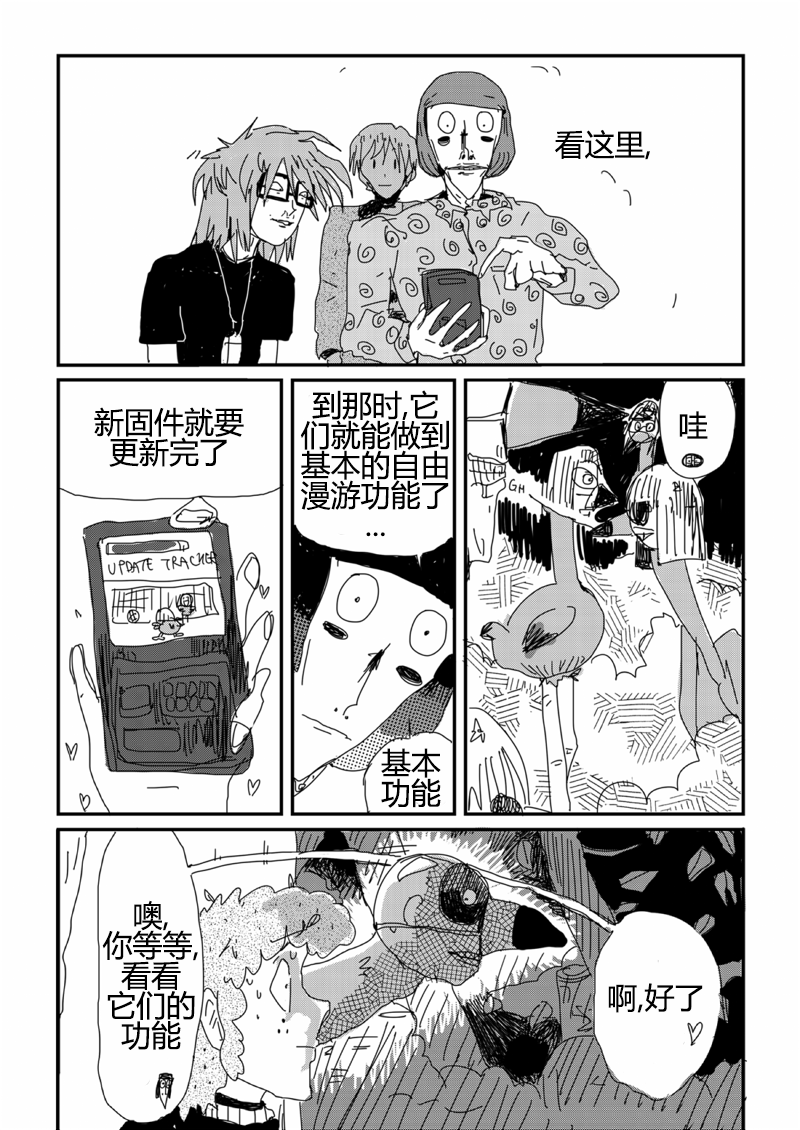 看这里,
新固件就要
更新完了
UPDATE TRACHER
到那时,它
们就能做到
基本的自由
漫游功能了
...
基本
功能
哇
GH
噢,
你等等,
看看
它们的
功能
啊,好了